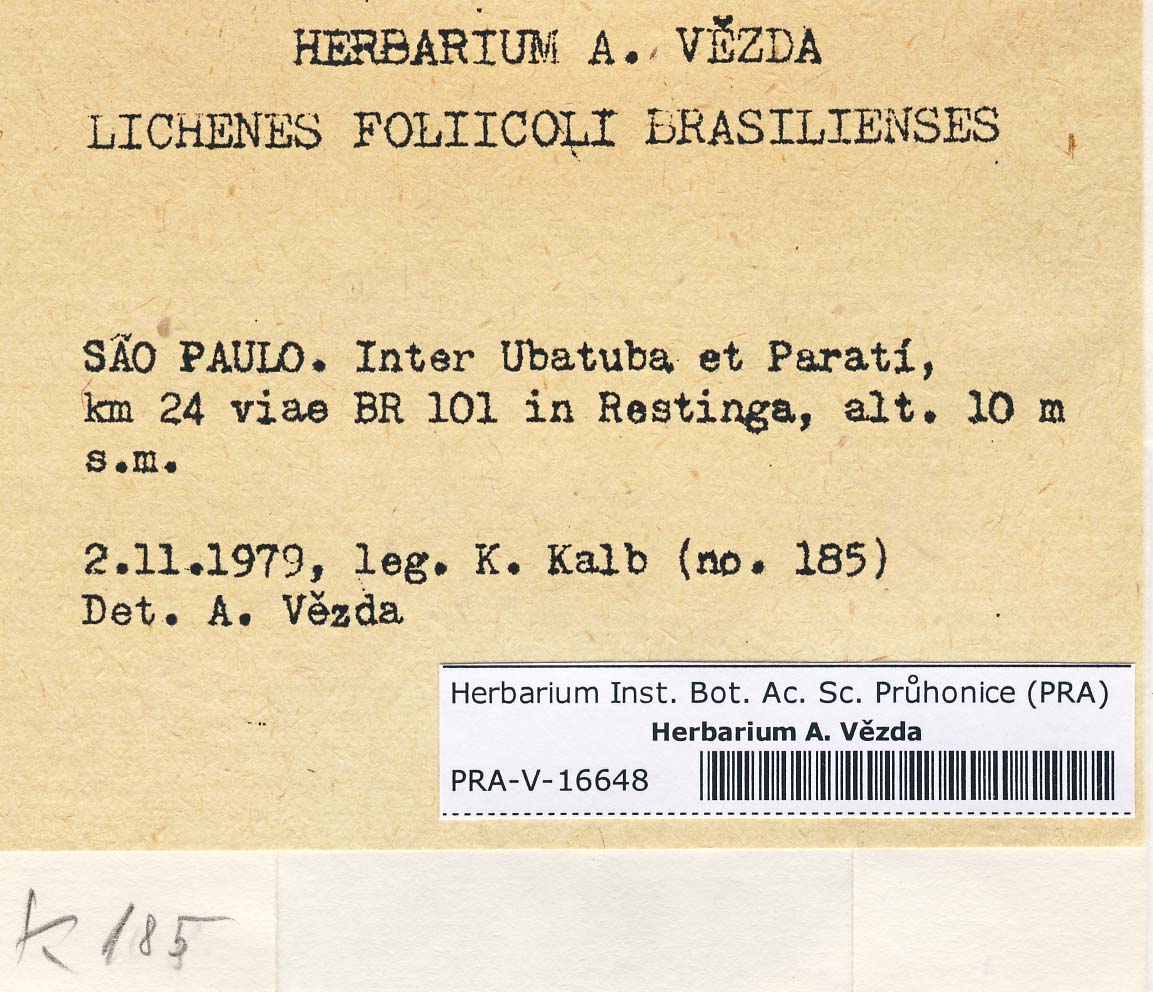 HERBARIUM A. VĚZDA
LICHENES FOLIICOLI BRASILIENSES
SÃO PAULO. Inter Ubatuba et Paratí,
km 24 viae BR 101 in Restinga, alt. 10 m
s.m.
2.11.1979, leg. K. Kalb (no. 185)
Det. A. Vězda
Herbarium Inst. Bot. Ac. Sc. Průhonice (PRA)
Herbarium A. Vězda
PRA-V-16648
K 185